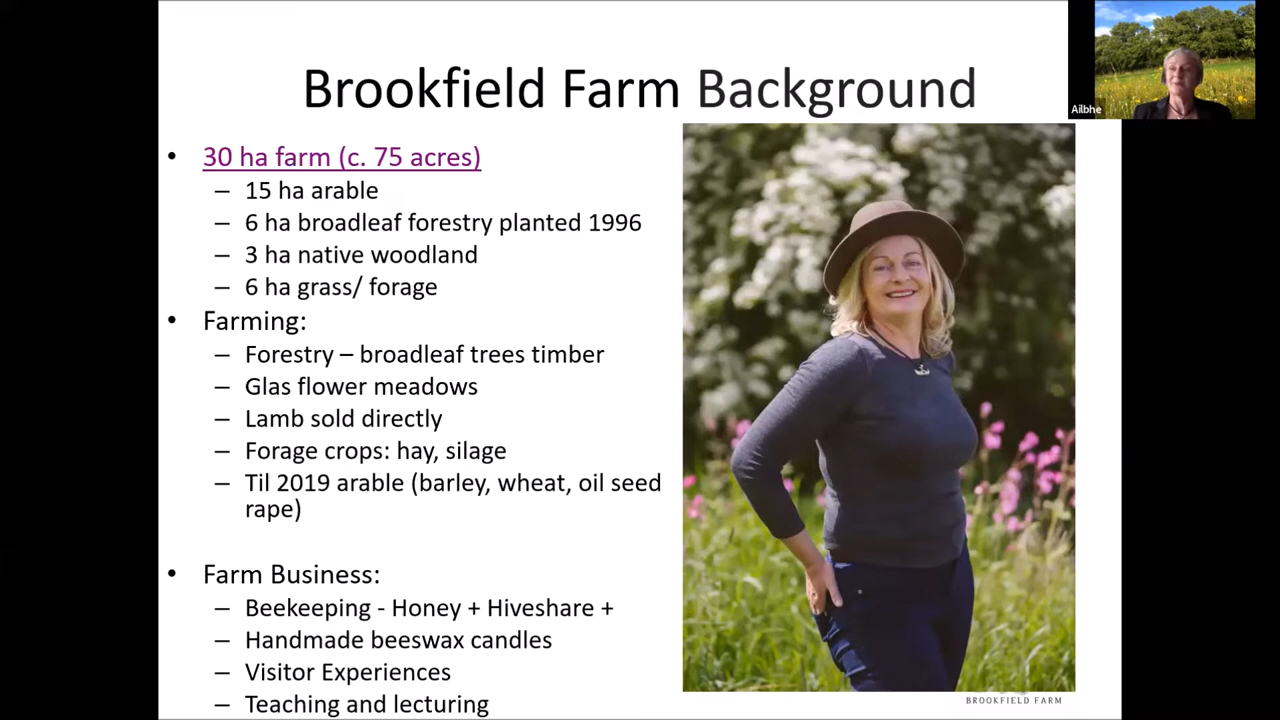 Brookfield Farm Background
Ailbhe
• 30 ha farm (c. 75 acres)
– 15 ha arable
– 6 ha broadleaf forestry planted 1996
– 3 ha native woodland
– 6 ha grass/ forage
• Farming:
– Forestry – broadleaf trees timber
– Glas flower meadows
– Lamb sold directly
– Forage crops: hay, silage
– Til 2019 arable (barley, wheat, oil seed
rape)
• Farm Business:
– Beekeeping - Honey + Hiveshare +
– Handmade beeswax candles
– Visitor Experiences
– Teaching and lecturing
BROOKFIELD FARM